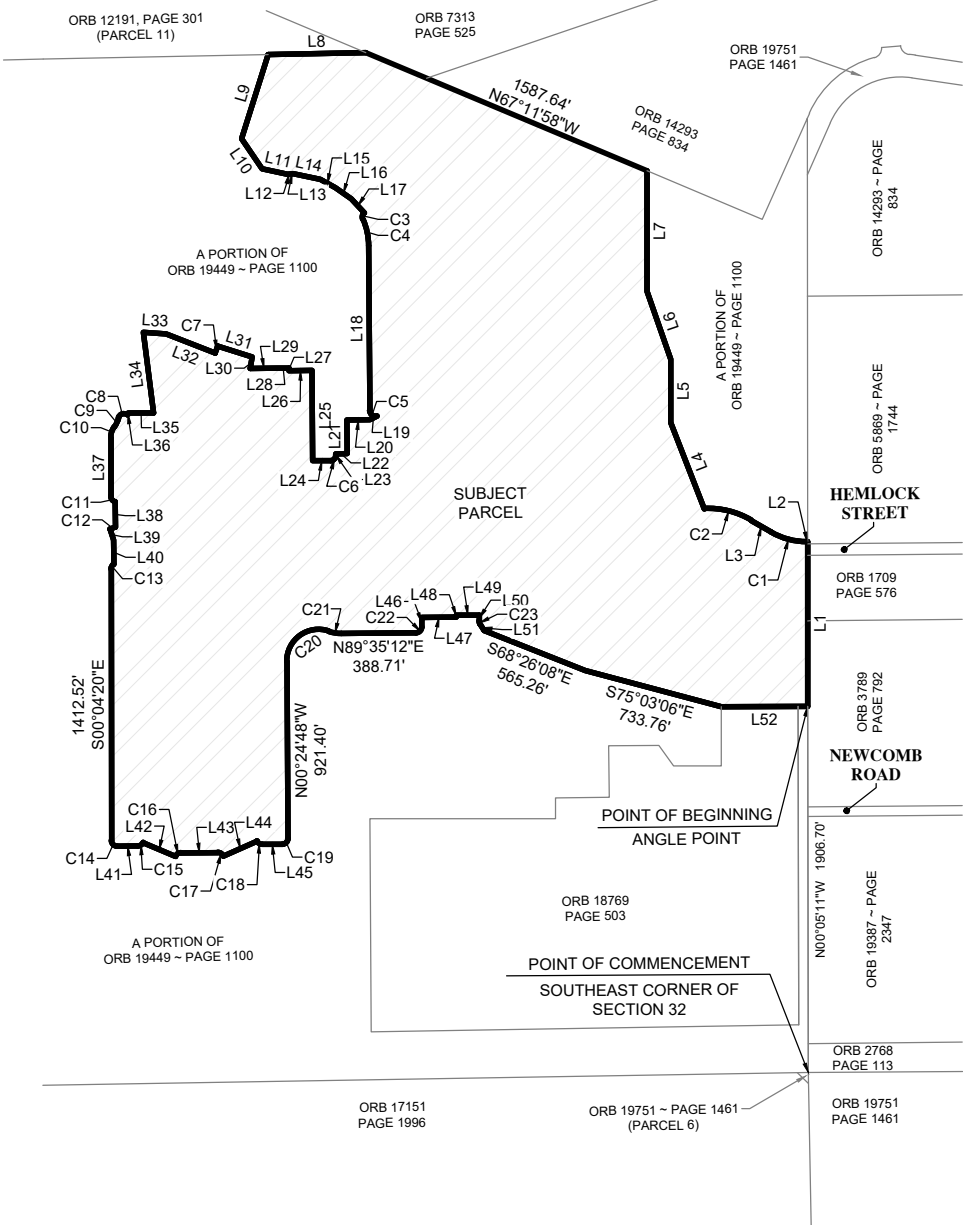 ORB 12191, PAGE 301
(PARCEL 11)
ORB 7313
PAGE 525
L8
ORB 19751
PAGE 1461
1587.64'
N67°11'58"W
ORB 14293
PAGE 834
L9
L10
L11
L14
L15
L16
L17
L12
L13
C3
C4
ORB 14293 ~ PAGE
834
L7
A PORTION OF
ORB 19449 ~ PAGE 1100
A PORTION OF
ORB 19449 ~ PAGE 1100
L18
L6
L33
C7
L31
L29
L27
L32
L30
L28
L26
L34
L5
ORB 5869 ~ PAGE
1744
C8
C9
C10
L35
L36
L25
L21
C5
L19
L20
L22
L23
L24
C6
L4
L37
SUBJECT
PARCEL
L2
HEMLOCK
STREET
C11
L38
C12
L39
L40
C13
C2
L3
C1
ORB 1709
PAGE 576
L48
L49
L46
L50
C22
C23
L47
L51
C21
C20
N89°35'12"E
388.71'
L1
S68°26'08"E
565.26'
S75°03'06"E
733.76'
L52
1412.52'
S00°04'20"E
N00°24'48"W
921.40'
ORB 3789
PAGE 792
NEWCOMB
ROAD
POINT OF BEGINNING
ANGLE POINT
C16
L42
L43
L44
C14
L41
C15
C17
C18
L45
C19
N00°05'11"W 1906.70'
ORB 19387 ~ PAGE
2347
ORB 18769
PAGE 503
A PORTION OF
ORB 19449 ~ PAGE 1100
POINT OF COMMENCEMENT
SOUTHEAST CORNER OF
SECTION 32
ORB 2768
PAGE 113
ORB 17151
PAGE 1996
ORB 19751 ~ PAGE 1461
(PARCEL 6)
ORB 19751
PAGE 1461